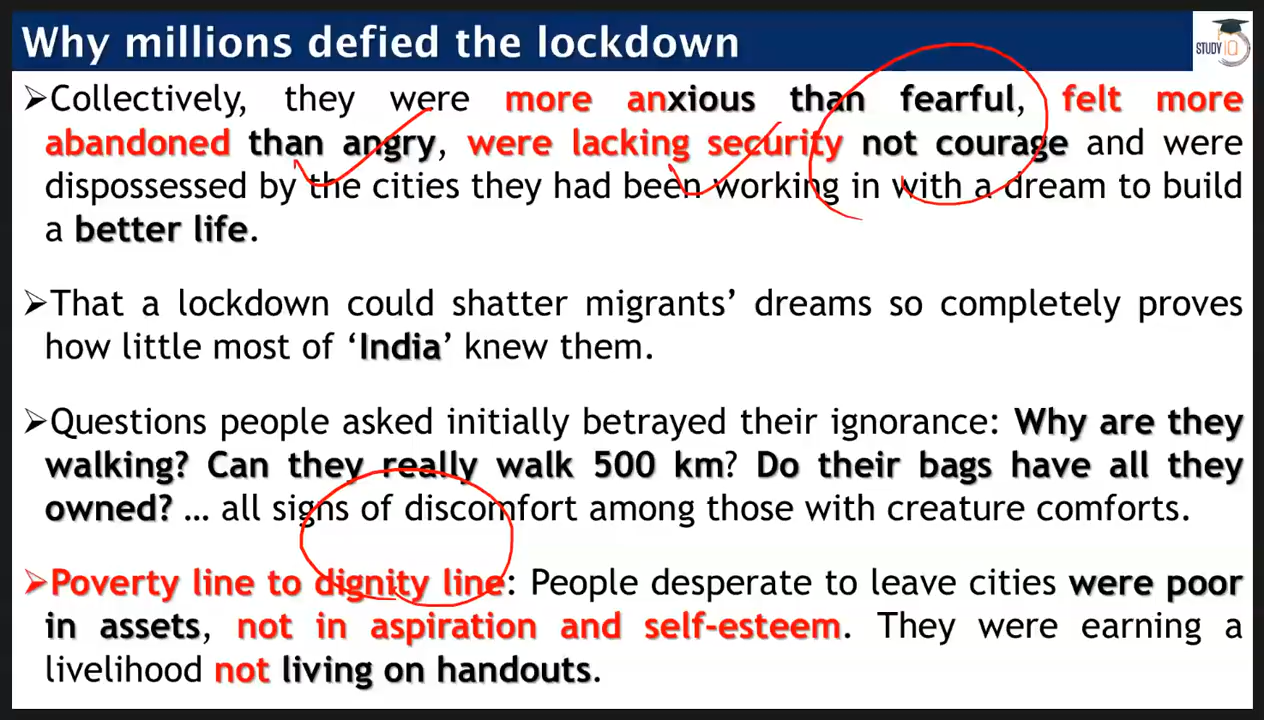 Why millions defied the lockdown
STUDY IQ
➢Collectively, they were more anxious than fearful, felt more
abandoned than angry, were lacking security not courage and were
dispossessed by the cities they had been working in with a dream to build
a better life.
➢That a lockdown could shatter migrants’ dreams so completely proves
how little most of ‘India’ knew them.
➢Questions people asked initially betrayed their ignorance: Why are they
walking? Can they really walk 500 km? Do their bags have all they
owned? … all signs of discomfort among those with creature comforts.
➢Poverty line to dignity line: People desperate to leave cities were poor
in assets, not in aspiration and self-esteem. They were earning a
livelihood not living on handouts.